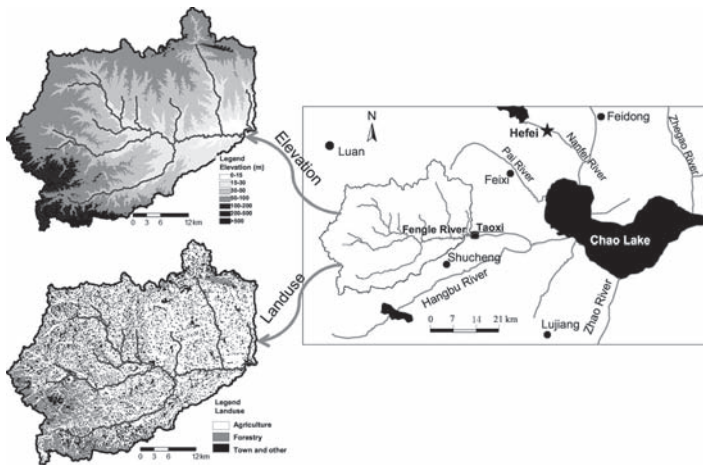 Legend
Elevation (m)
0-15
15-30
30-50
50-100
100-200
200-500
>500
0 3 6 12km
Elevation
Landuse
Legend
Landuse
Agriculture
Forestry
Town and other
0 3 6 12km
N
Luan
Hefei
Feidong
Pai River
Nanfei River
Zhegao River
Feixi
Fengle River
Taoxi
Chao Lake
Shucheng
Hangbu River
Zhao River
Lujiang
0 7 14 21 km